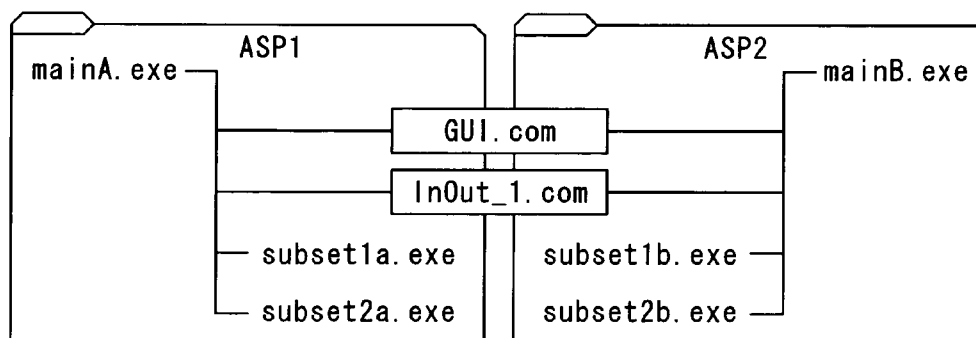 ASP1
mainA.exe
GUI.com
InOut_1.com
subset1a.exe
subset2a.exe
ASP2
mainB.exe
subset1b.exe
subset2b.exe